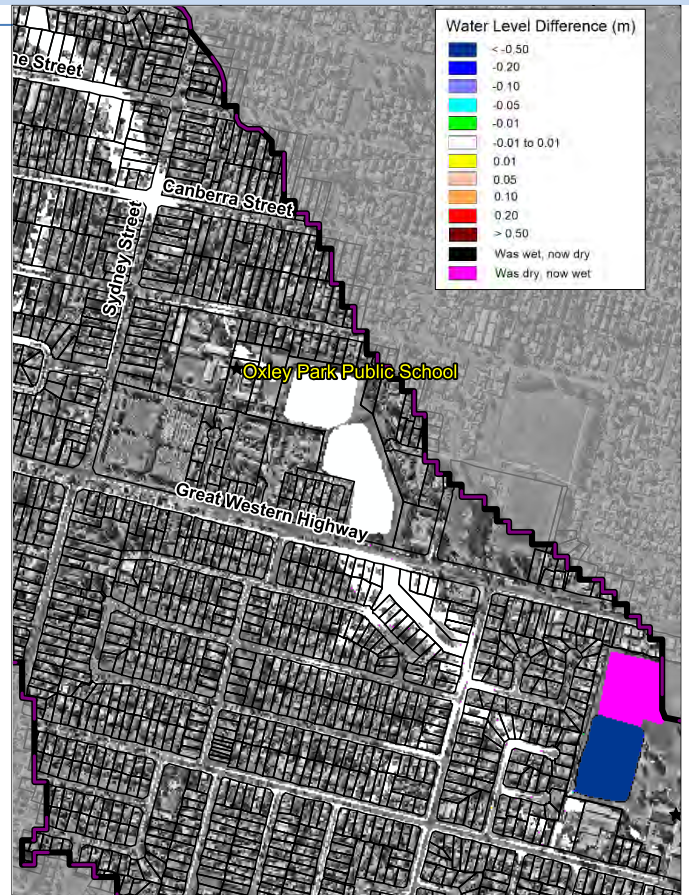 Water Level Difference (m)
< -0.50
-0.20
-0.10
-0.05
-0.01
-0.01 to 0.01
0.01
0.05
0.10
0.20
> 0.50
Was wet, now dry
Was dry, now wet
ne Street
Canberra Street
Sydney Street
Oxley Park Public School
Great Western Highway